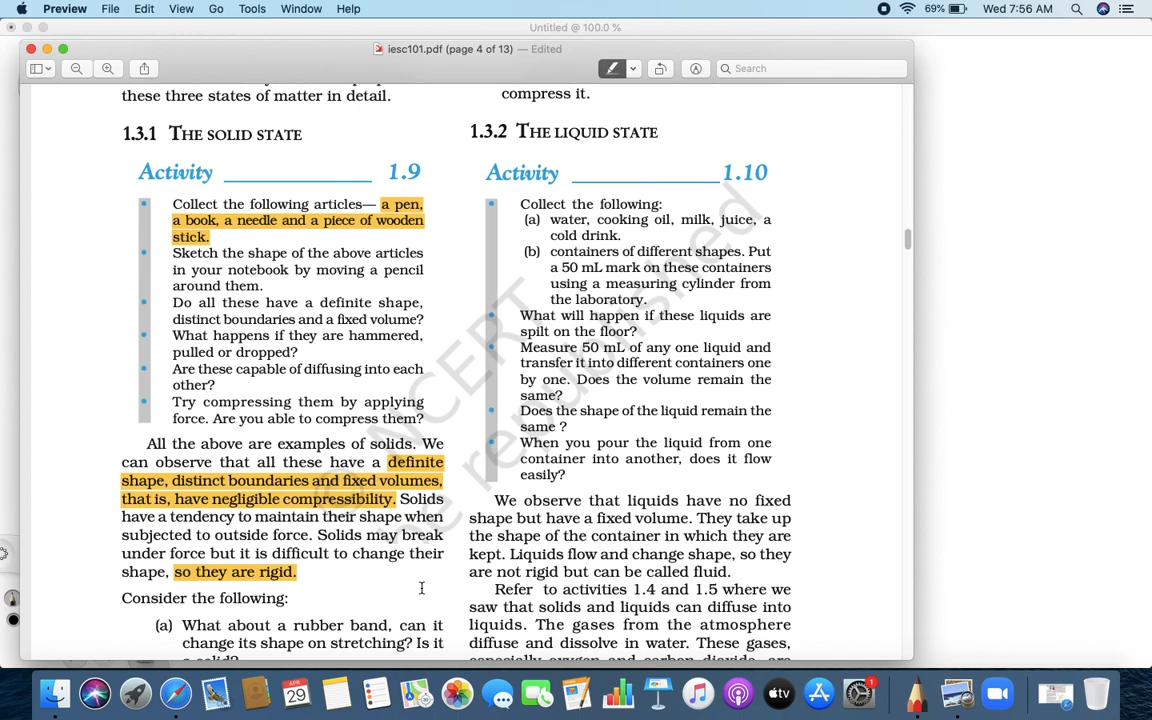 Preview File Edit View Go Tools Window Help
69% Wed 7:56 AM
Untitled @ 100.0 %
iesc101.pdf (page 4 of 13) — Edited
Search
these three states of matter in detail.
1.3.1 THE SOLID STATE
Activity ____________ 1.9
• Collect the following articles— a pen,
a book, a needle and a piece of wooden
stick.
• Sketch the shape of the above articles
in your notebook by moving a pencil
around them.
• Do all these have a definite shape,
distinct boundaries and a fixed volume?
• What happens if they are hammered,
pulled or dropped?
• Are these capable of diffusing into each
other?
• Try compressing them by applying
force. Are you able to compress them?
All the above are examples of solids. We
can observe that all these have a definite
shape, distinct boundaries and fixed volumes,
that is, have negligible compressibility. Solids
have a tendency to maintain their shape when
subjected to outside force. Solids may break
under force but it is difficult to change their
shape, so they are rigid.
Consider the following:
(a) What about a rubber band, can it
change its shape on stretching? Is it
a solid?
compress it.
1.3.2 THE LIQUID STATE
Activity ____________ 1.10
• Collect the following:
(a) water, cooking oil, milk, juice, a
cold drink.
(b) containers of different shapes. Put
a 50 mL mark on these containers
using a measuring cylinder from
the laboratory.
• What will happen if these liquids are
spilt on the floor?
• Measure 50 mL of any one liquid and
transfer it into different containers one
by one. Does the volume remain the
same?
• Does the shape of the liquid remain the
same ?
• When you pour the liquid from one
container into another, does it flow
easily?
We observe that liquids have no fixed
shape but have a fixed volume. They take up
the shape of the container in which they are
kept. Liquids flow and change shape, so they
are not rigid but can be called fluid.
Refer to activities 1.4 and 1.5 where we
saw that solids and liquids can diffuse into
liquids. The gases from the atmosphere
diffuse and dissolve in water. These gases,
especially oxygen and carbon dioxide, are
© NCERT
be republished
APR
29
tv
1